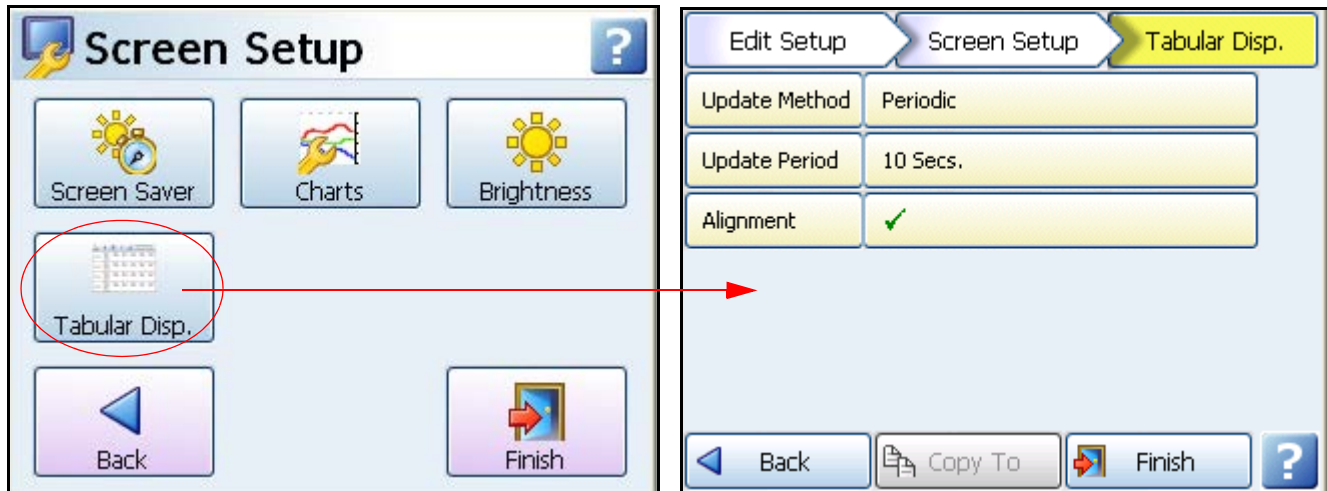 Screen Setup
?
Screen Saver
Charts
Brightness
Tabular Disp.
Back
Finish
Edit Setup
Screen Setup
Tabular Disp.
Update Method
Periodic
Update Period
10 Secs.
Alignment
Back
Copy To
Finish
?